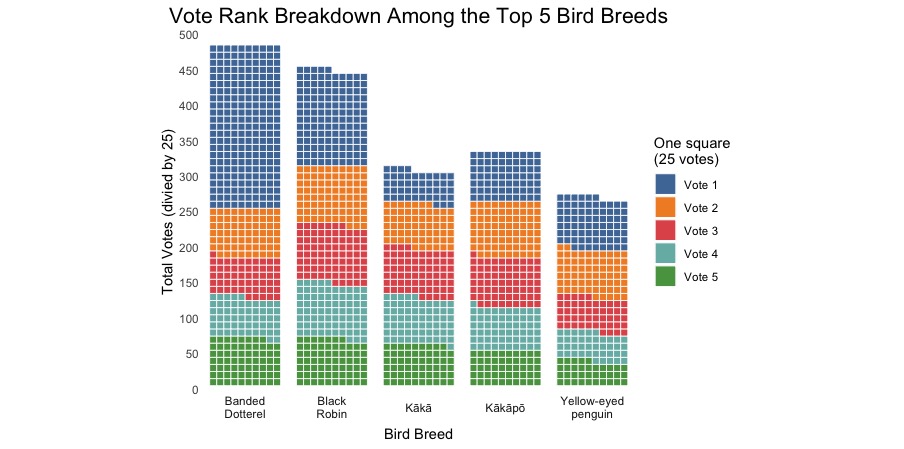 Vote Rank Breakdown Among the Top 5 Bird Breeds
Total Votes (divied by 25)
500
450
400
350
300
250
200
150
100
50
0
Banded
Dotterel
Black
Robin
Kākā
Kākāpō
Yellow-eyed
penguin
Bird Breed
One square
(25 votes)
Vote 1
Vote 2
Vote 3
Vote 4
Vote 5